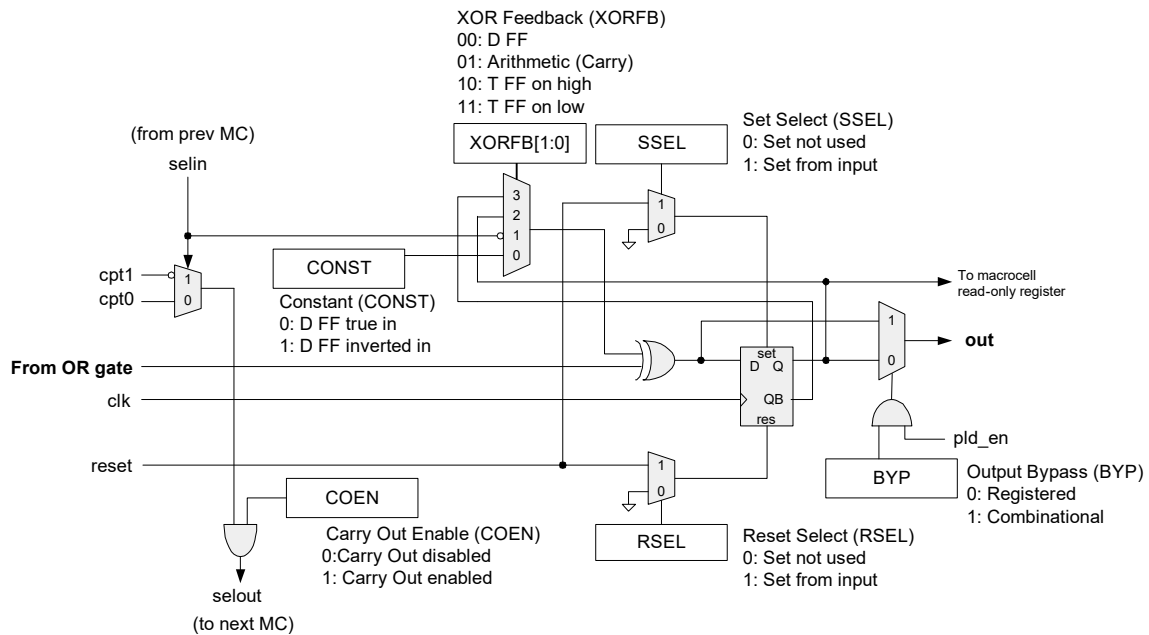 XOR Feedback (XORFB)
00: D FF
01: Arithmetic (Carry)
10: T FF on high
11: T FF on low
(from prev MC)
selin
XORFB[1:0]
SSEL
Set Select (SSEL)
0: Set not used
1: Set from input
3
2
1
0
1
0
cpt1
cpt0
1
0
CONST
Constant (CONST)
0: D FF true in
1: D FF inverted in
To macrocell
read-only register
1
0
out
From OR gate
set
D Q
QB
res
clk
pld_en
reset
1
0
BYP
Output Bypass (BYP)
0: Registered
1: Combinational
COEN
Carry Out Enable (COEN)
0:Carry Out disabled
1: Carry Out enabled
RSEL
Reset Select (RSEL)
0: Set not used
1: Set from input
selout
(to next MC)